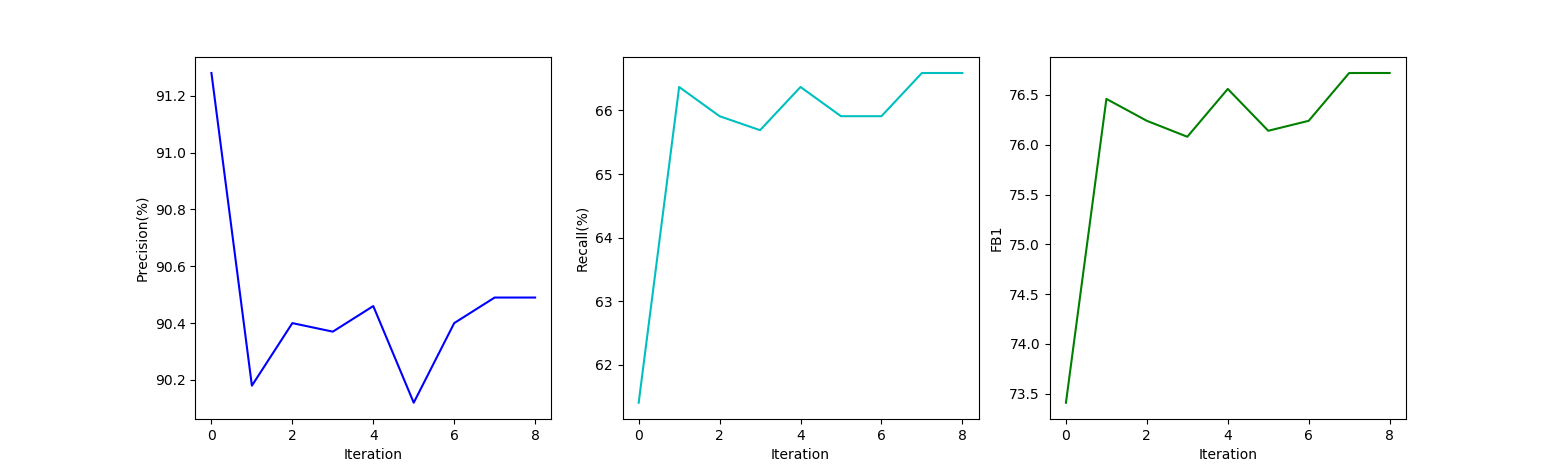 Precision(%)
91.2
91.0
90.8
90.6
90.4
90.2
0 2 4 6 8
Iteration
Recall(%)
66
65
64
63
62
0 2 4 6 8
Iteration
FB1
76.5
76.0
75.5
75.0
74.5
74.0
73.5
0 2 4 6 8
Iteration